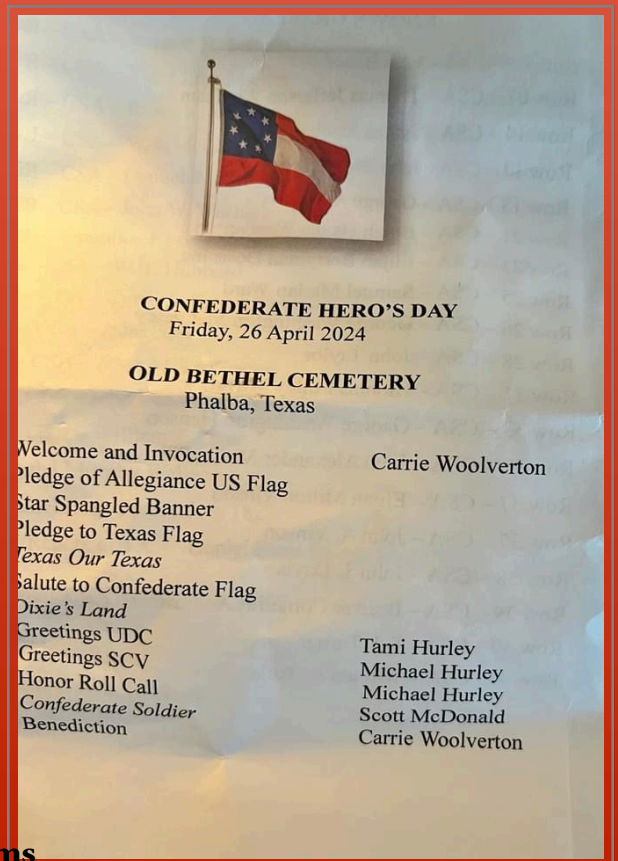 CONFEDERATE HERO'S DAY
Friday, 26 April 2024
OLD BETHEL CEMETERY
Phalba, Texas
Welcome and Invocation Carrie Woolverton
Pledge of Allegiance US Flag
Star Spangled Banner
Pledge to Texas Flag
Texas Our Texas
Salute to Confederate Flag
Dixie's Land
Greetings UDC Tami Hurley
Greetings SCV Michael Hurley
Honor Roll Call Michael Hurley
Confederate Soldier Scott McDonald
Benediction Carrie Woolverton
ms